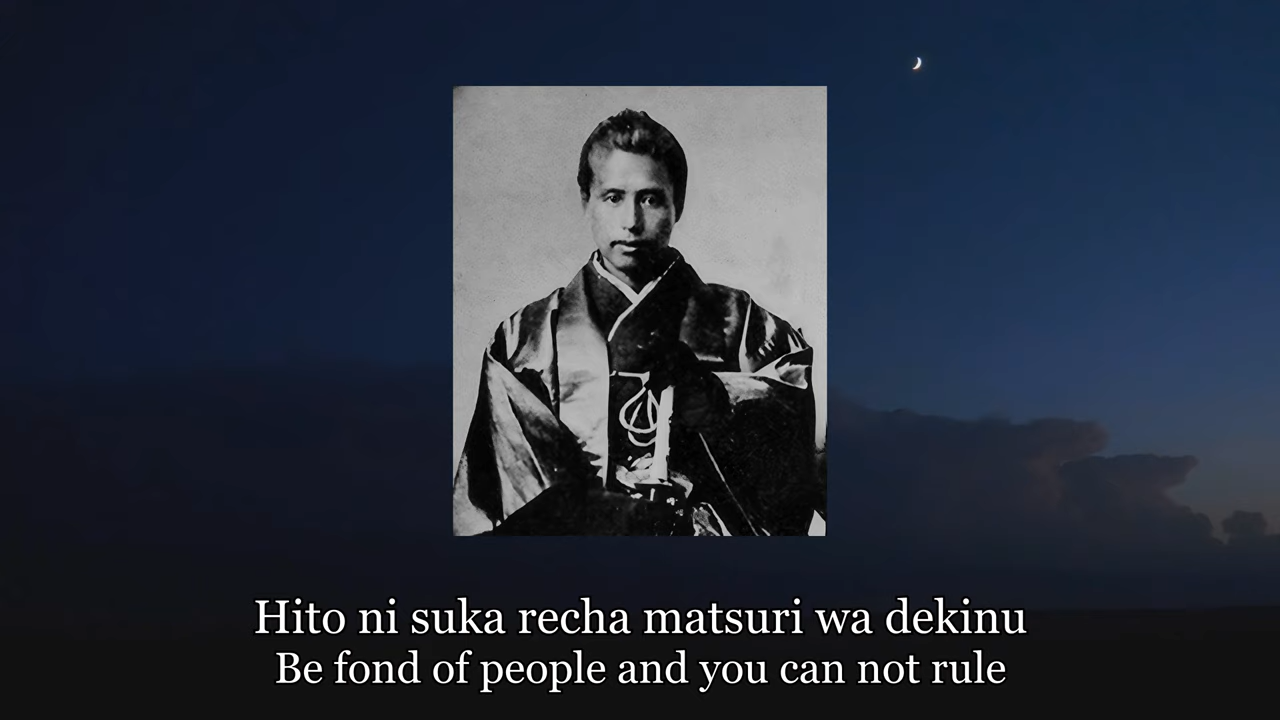 Hito ni suka recha matsuri wa dekinu
Be fond of people and you can not rule